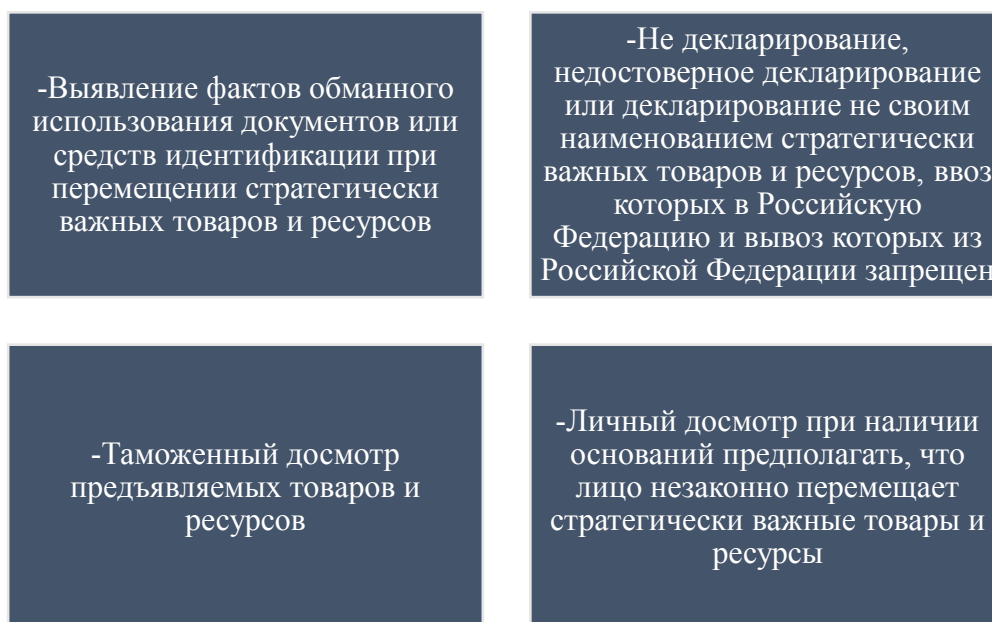 -Выявление фактов обманного
использования документов или
средств идентификации при
перемещении стратегически
важных товаров и ресурсов
-Не декларирование,
недостоверное декларирование
или декларирование не своим
наименованием стратегически
важных товаров и ресурсов, ввоз
которых в Российскую
Федерацию и вывоз которых из
Российской Федерации запрещен
-Таможенный досмотр
предъявляемых товаров и
ресурсов
-Личный досмотр при наличии
оснований предполагать, что
лицо незаконно перемещает
стратегически важные товары и
ресурсы